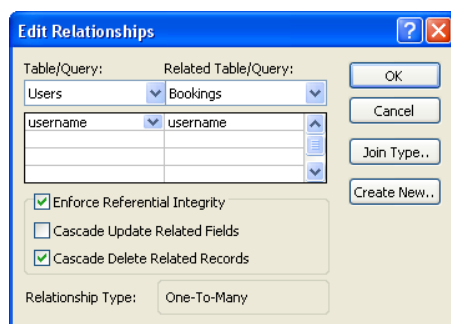 Edit Relationships
Table/Query: Related Table/Query:
OK
Users Bookings
Cancel
username username
Join Type..
Create New..
Enforce Referential Integrity
Cascade Update Related Fields
Cascade Delete Related Records
Relationship Type: One-To-Many